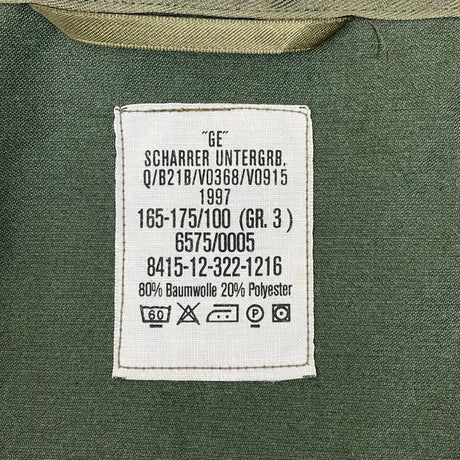 "GE"
SCHARRER UNTERGRB.
Q/B21B/V0368/V0915
1997
165-175/100 (GR. 3 )
6575/0005
8415-12-322-1216
80% Baumwolle 20% Polyester
60 P